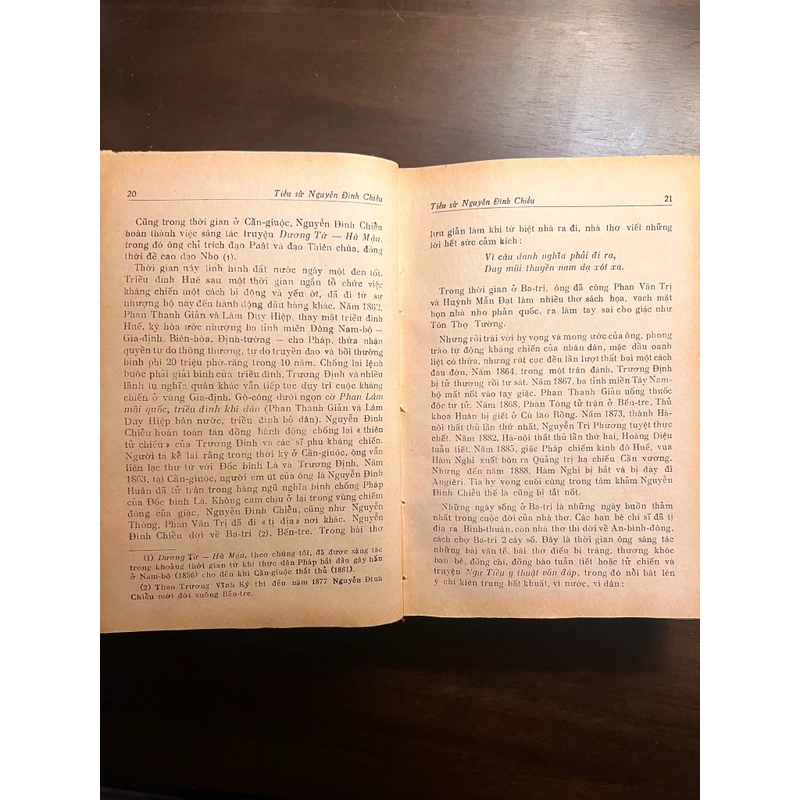 20
Tiểu sử Nguyễn Đình Chiểu
Cũng trong thời gian ở Cần-giuộc, Nguyễn Đình Chiểu
hoàn thành việc sáng tác truyện Dương Từ — Hà Mậu,
trong đó ông chỉ trích đạo Phật và đạo Thiên chúa, đồng
thời đề cao đạo Nho (1).
Thời gian này tình hình đất nước ngày một đen tối.
Triều đình Huế sau một thời gian ngắn tổ chức việc
kháng chiến một cách bị động và yếu ớt, đã đi từ sự
nhượng bộ này đến hành động đầu hàng khác. Năm 1862,
Phan Thanh Giản và Lâm Duy Hiệp, thay mặt triều đình
Huế, ký hòa ước nhượng ba tỉnh miền Đông Nam-bộ —
Gia-định, Biên-hòa, Định-tường — cho Pháp, thừa nhận
quyền tự do thông thương, tự do truyền đạo và bồi thường
binh phí 20 triệu phờ-răng trong 10 năm. Chống lại lệnh
buộc phải giải binh của triều đình, Trương Định và nhiều
lãnh tụ nghĩa quân khác vẫn tiếp tục duy trì cuộc kháng
chiến ở vùng Gia-định, Gò-công dưới ngọn cờ Phan Lâm
mãi quốc, triều đình khi dân (Phan Thanh Giản và Lâm
Duy Hiệp bán nước, triều đình bỏ dân). Nguyễn Đình
Chiểu hoàn toàn tán đồng hành động chống lại « thiên
tử chiếu » của Trương Định và các sĩ phu kháng chiến.
Người ta kể lại rằng trong thời kỳ ở Cần-giuộc, ông vẫn
liên lạc thư từ với Đốc binh Là và Trương Định. Năm
1863, tại Cần-giuộc, người em út của ông là Nguyễn Đình
Huân đã tử trận trong hàng ngũ nghĩa binh chống Pháp
của Đốc binh Là. Không cam chịu ở lại trong vùng chiếm
đóng của giặc, Nguyễn Đình Chiểu, cũng như Nguyễn
Thông, Phan Văn Trị đã đi « tị địa » nơi khác. Nguyễn
Đình Chiểu dời về Ba-tri (2), Bến-tre. Trong bài thơ
(1) Dương Từ — Hà Mậu, theo chúng tôi, đã được sáng tác
trong khoảng thời gian từ khi thực dân Pháp bắt đầu gây hấn
ở Nam-bộ (1856) cho đến khi Cần-giuộc thất thủ (1861).
(2) Theo Trương Vĩnh Ký thì đến năm 1877 Nguyễn Đình
Chiểu mới dời xuống Bến-tre.
Tiểu sử Nguyễn Đình Chiểu
21
lưu giản làm khi từ biệt nhà ra đi, nhà thơ viết những
lời hết sức cảm kích :
Vì câu danh nghĩa phải đi ra,
Day mũi thuyền nam dạ xót xa.
Trong thời gian ở Ba-tri, ông đã cùng Phan Văn Trị
và Huỳnh Mẫn Đạt làm nhiều thơ sách họa, vạch mặt
bọn nhà nho phản quốc, ra làm tay sai cho giặc như
Tôn Thọ Tường.
Nhưng rồi trái với hy vọng và mong ước của ông, phong
trào tự động kháng chiến của nhân dân, mặc dầu oanh
liệt có thừa, nhưng rút cục đều lần lượt thất bại một cách
đau đớn. Năm 1864, trong một trận đánh, Trương Định
bị tử thương rồi tự sát. Năm 1867, ba tỉnh miền Tây Nam-
bộ mất nốt vào tay giặc. Phan Thanh Giản uống thuốc
độc tự tử. Năm 1868, Phan Tòng tử trận ở Bến-tre, Thủ
khoa Huân bị giết ở Cù lao Rồng. Năm 1873, thành Hà-
nội thất thủ lần thứ nhất, Nguyễn Tri Phương tuyệt thực
chết. Năm 1882, Hà-nội thất thủ lần thứ hai, Hoàng Diệu
tuẫn tiết. Năm 1885, giặc Pháp chiếm kinh đô Huế, vua
Hàm Nghi xuất bôn ra Quảng trị hạ chiếu Cần vương.
Nhưng đến năm 1888, Hàm Nghi bị bắt và bị đày đi
Angiêri. Tia hy vọng cuối cùng trong tâm khảm Nguyễn
Đình Chiểu thế là cũng bị tắt nốt.
Những ngày sống ở Ba-tri là những ngày buồn thảm
nhất trong cuộc đời của nhà thơ. Các bạn bè chí sĩ đã tị
địa ra Bình-thuận, còn nhà thơ thì dời về An-bình-đông,
cách chợ Ba-tri 2 cây số. Đây là thời gian ông sáng tác
những bài văn tế, bài thơ điếu bi tráng, thương khóc
bạn bè, đồng chí, đồng bào tuẫn tiết hoặc tử chiến và
truyện Ngư Tiều y thuật vấn đáp, trong đó nổi bật lên
ý chí kiên trung bất khuất, vì nước, vì dân :